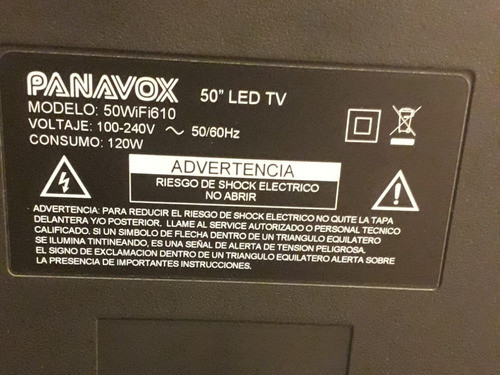 PANAVOX 50" LED TV
MODELO: 50WiFi610
VOLTAJE: 100-240V ~ 50/60Hz
CONSUMO: 120W
ADVERTENCIA
RIESGO DE SHOCK ELECTRICO
NO ABRIR
ADVERTENCIA: PARA REDUCIR EL RIESGO DE SHOCK ELECTRICO NO QUITE LA TAPA
DELANTERA Y/O POSTERIOR. LLAME AL SERVICIO AUTORIZADO O PERSONAL TECNICO
CALIFICADO. SI UN SIMBOLO DE FLECHA DENTRO DE UN TRIANGULO EQUILATERO
SE ILUMINA TINTINEANDO, ES UNA SEÑAL DE ALERTA DE TENSION PELIGROSA.
EL SIGNO DE EXCLAMACION DENTRO DE UN TRIANGULO EQUILATERO ALERTA SOBRE
LA PRESENCIA DE IMPORTANTES INSTRUCCIONES.